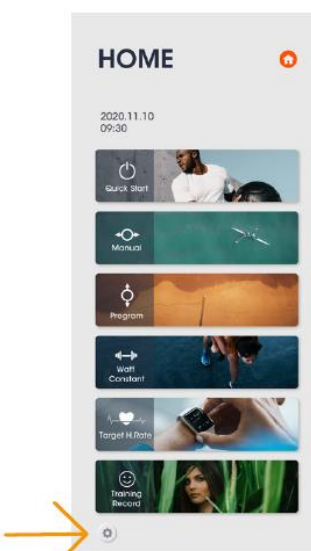 HOME
2020.11.10
09:30
Quick Start
Manual
Program
Watt
Constant
Target H.Rate
Training
Record